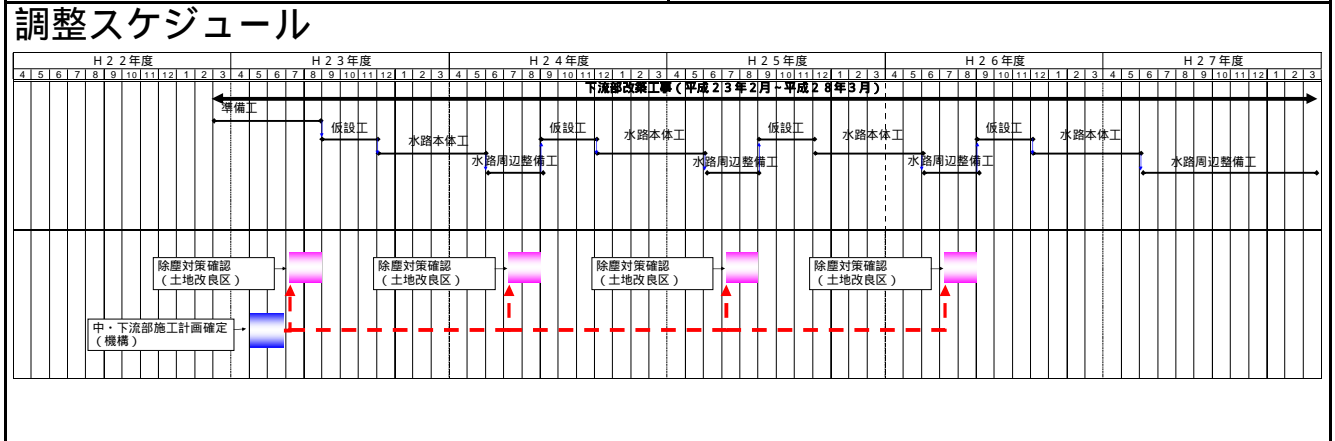 調整スケジュール
H22年度 H23年度 H24年度 H25年度 H26年度 H27年度
4 5 6 7 8 9 10 11 12 1 2 3 4 5 6 7 8 9 10 11 12 1 2 3 4 5 6 7 8 9 10 11 12 1 2 3 4 5 6 7 8 9 10 11 12 1 2 3 4 5 6 7 8 9 10 11 12 1 2 3 4 5 6 7 8 9 10 11 12 1 2 3
下流部改築工事(平成23年2月~平成28年3月)
準備工
仮設工 仮設工 仮設工 仮設工
水路本体工 水路本体工 水路本体工 水路本体工
水路周辺整備工 水路周辺整備工 水路周辺整備工 水路周辺整備工
除塵対策確認
(土地改良区)
除塵対策確認
(土地改良区)
除塵対策確認
(土地改良区)
除塵対策確認
(土地改良区)
中・下流部施工計画確定
(機構)